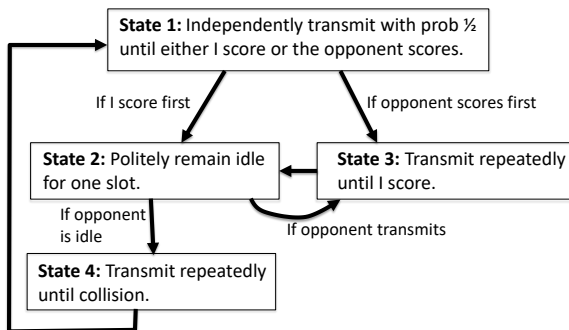 State 1: Independently transmit with prob ½
until either I score or the opponent scores.
If I score first
If opponent scores first
State 2: Politely remain idle
for one slot.
State 3: Transmit repeatedly
until I score.
If opponent
is idle
If opponent transmits
State 4: Transmit repeatedly
until collision.